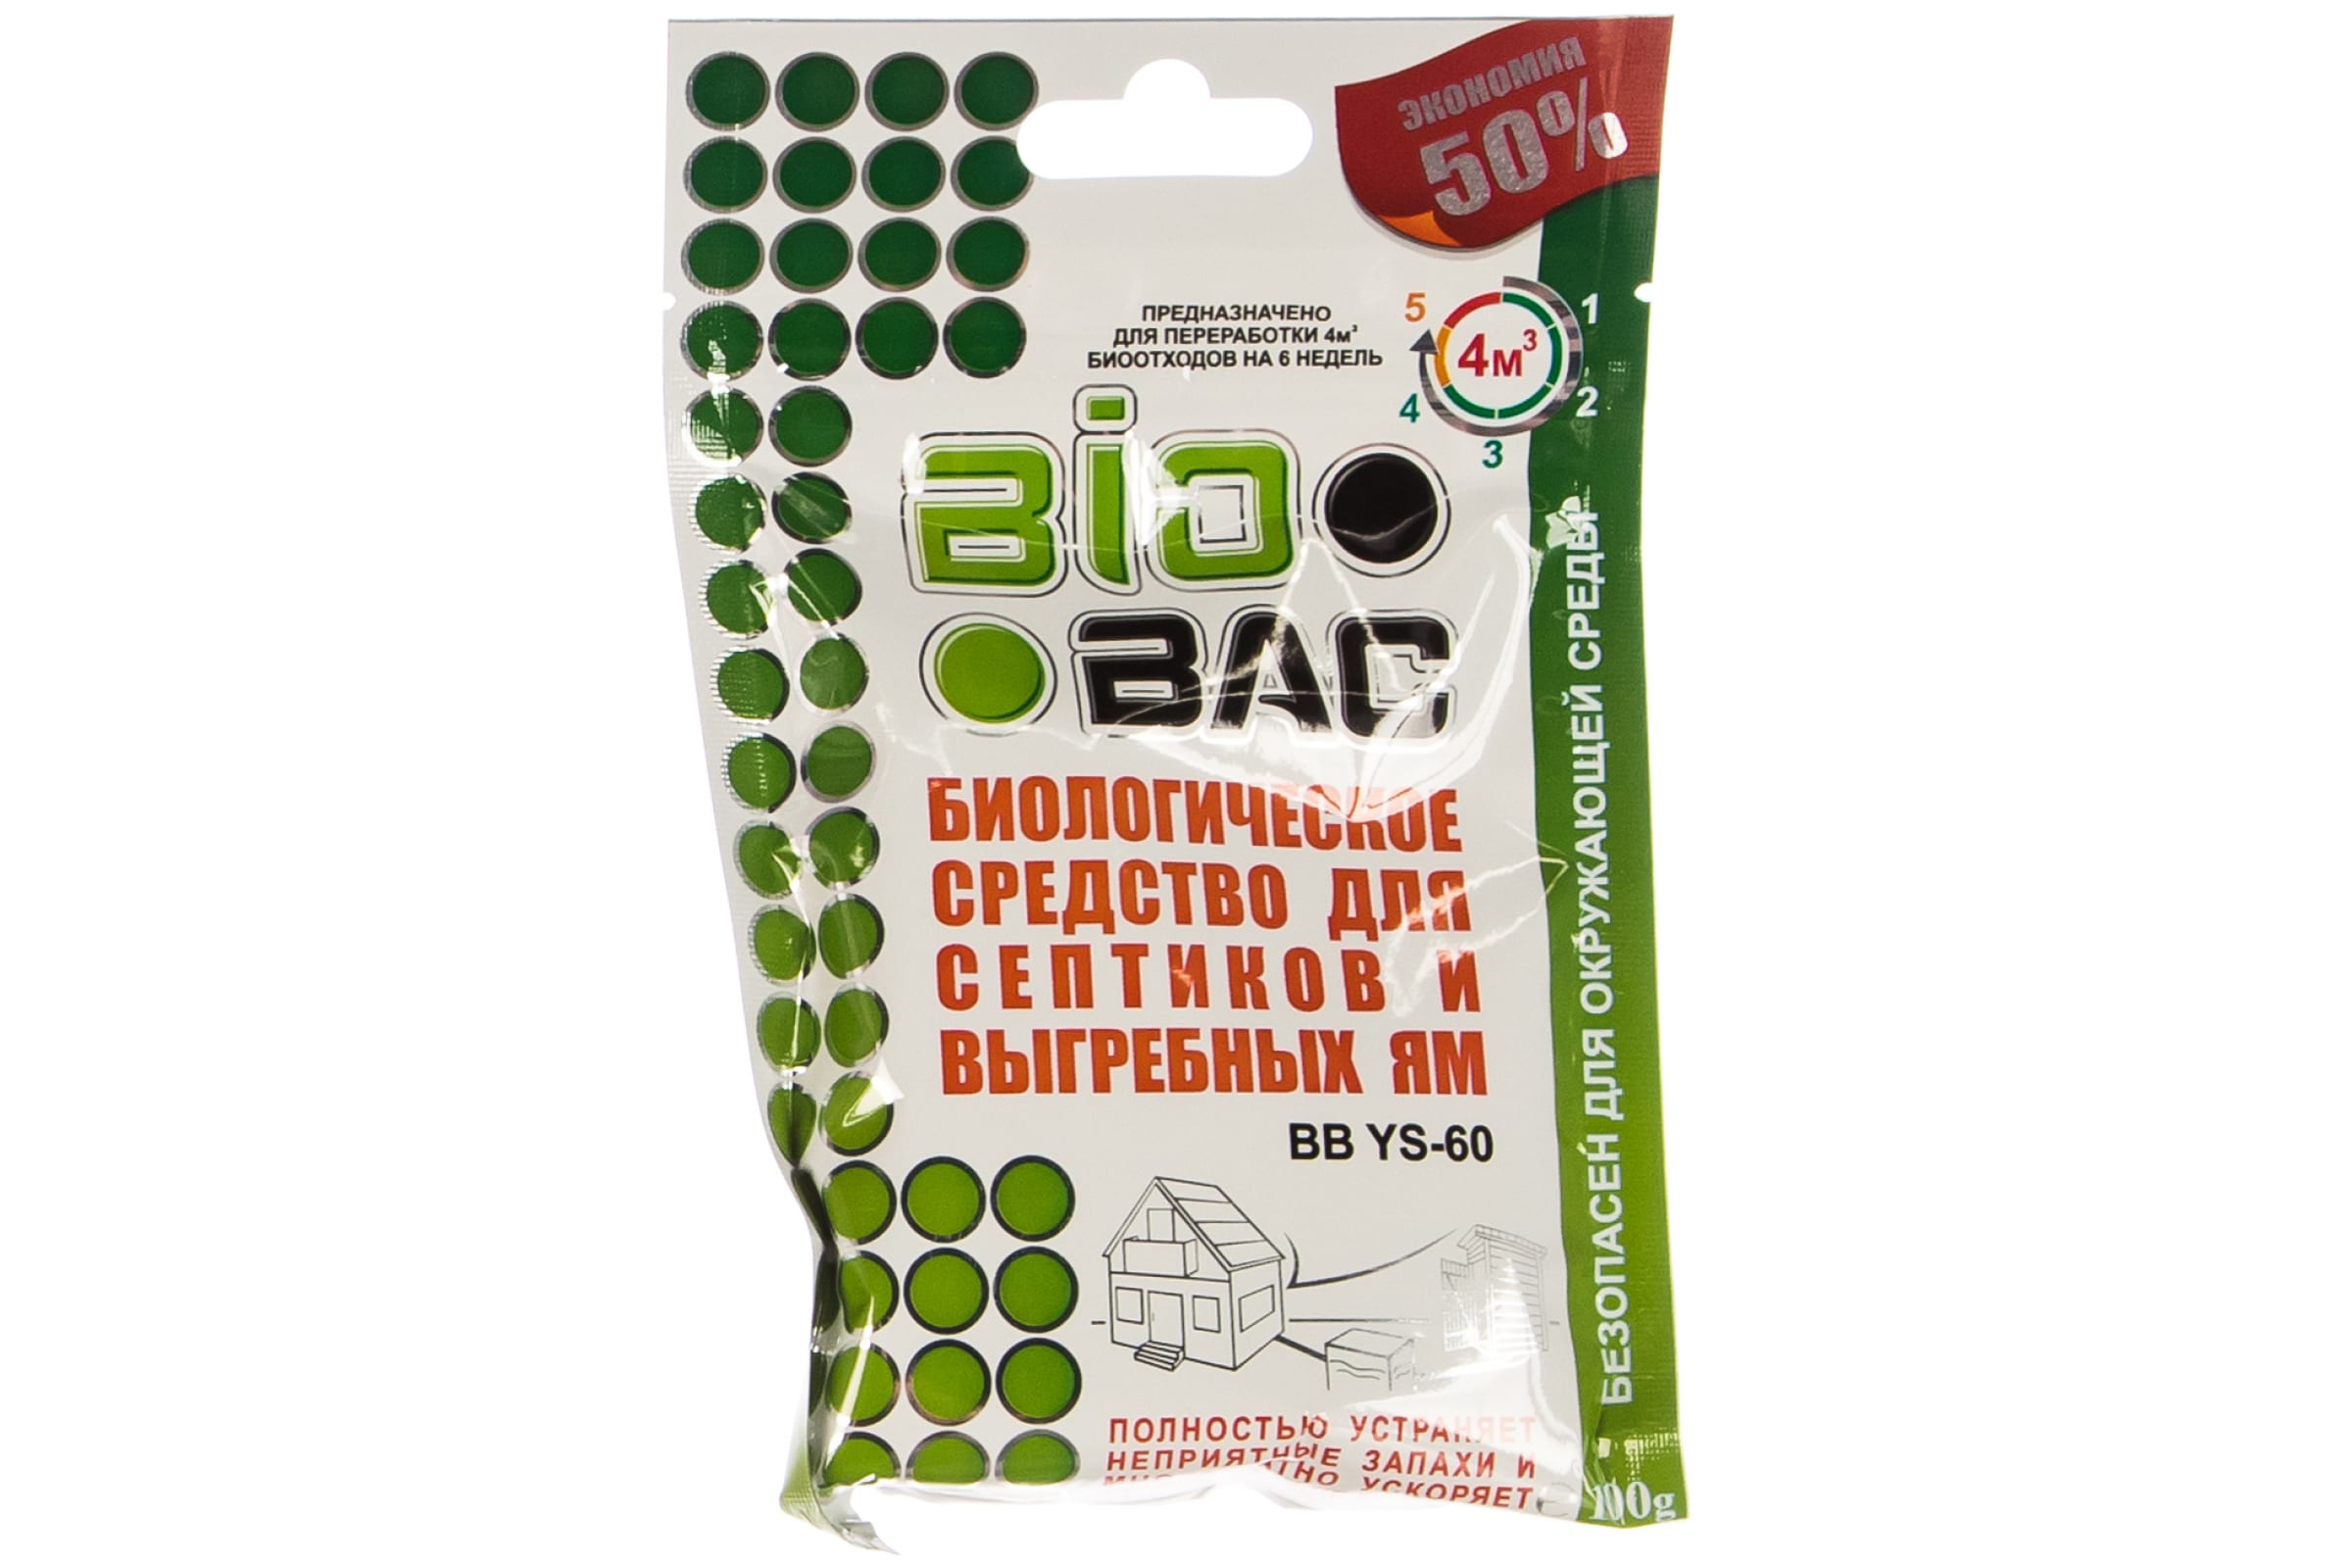 ЭКОНОМИЯ
50%
ПРЕДНАЗНАЧЕНО
ДЛЯ ПЕРЕРАБОТКИ 4м³
БИООТХОДОВ НА 6 НЕДЕЛЬ
5
1
4м³
4
2
3
BiO
BAC
БИОЛОГИЧЕСКОЕ
СРЕДСТВО ДЛЯ
СЕПТИКОВ И
ВЫГРЕБНЫХ ЯМ
BB YS-60
БЕЗОПАСЕН ДЛЯ ОКРУЖАЮЩЕЙ СРЕДЫ
ПОЛНОСТЬЮ УСТРАНЯЕТ
НЕПРИЯТНЫЕ ЗАПАХИ И
УСКОРЯЕТ
100g